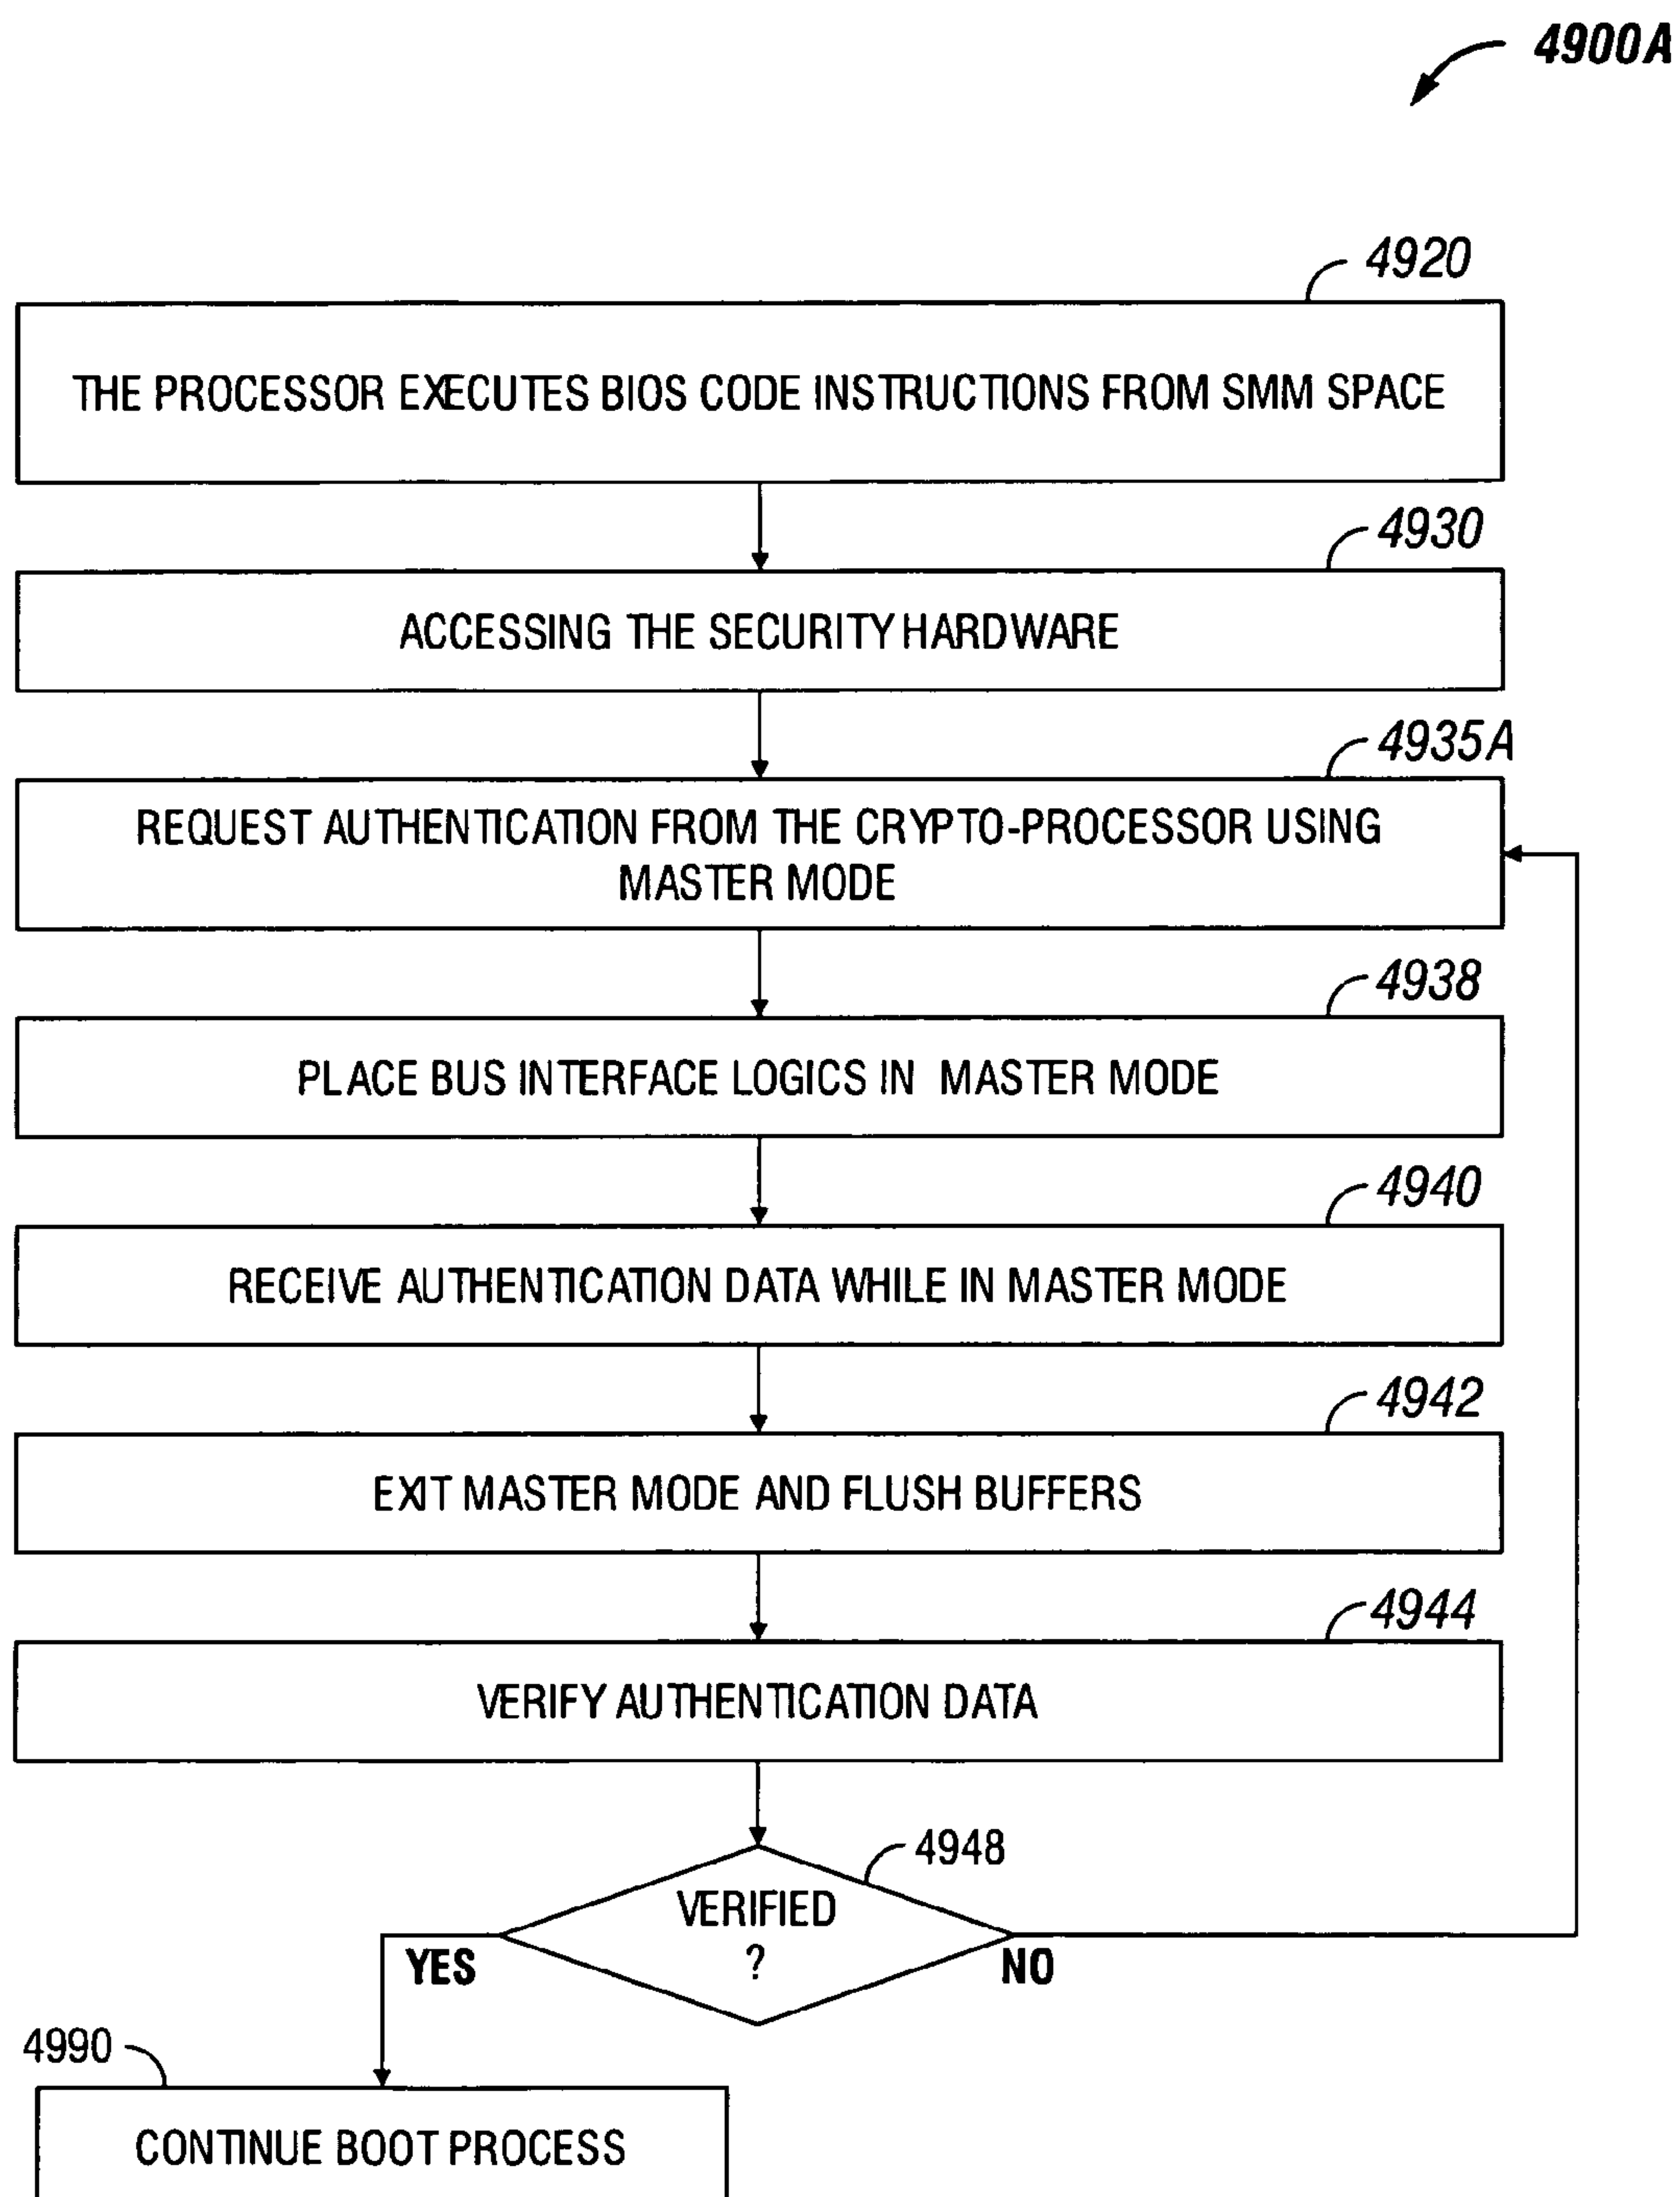 4900A
4920
THE PROCESSOR EXECUTES BIOS CODE INSTRUCTIONS FROM SMM SPACE
4930
ACCESSING THE SECURITY HARDWARE
4935A
REQUEST AUTHENTICATION FROM THE CRYPTO-PROCESSOR USING
MASTER MODE
4938
PLACE BUS INTERFACE LOGICS IN MASTER MODE
4940
RECEIVE AUTHENTICATION DATA WHILE IN MASTER MODE
4942
EXIT MASTER MODE AND FLUSH BUFFERS
4944
VERIFY AUTHENTICATION DATA
4948
VERIFIED
?
YES
NO
4990
CONTINUE BOOT PROCESS